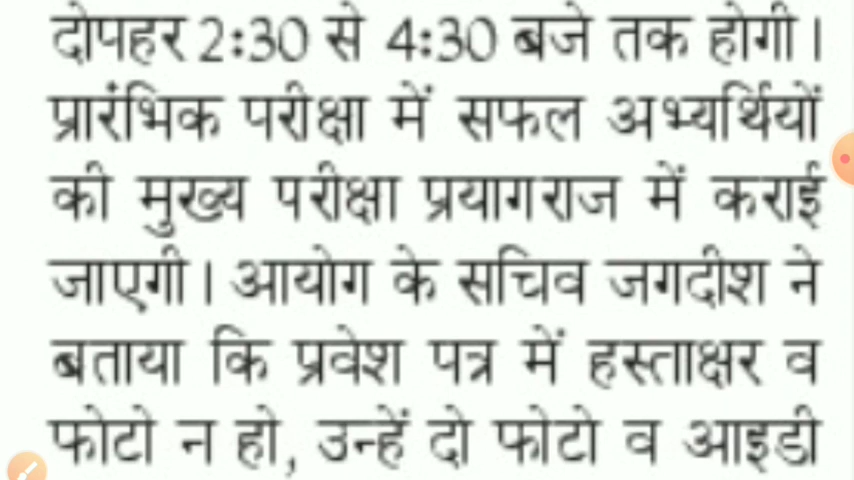 दोपहर 2:30 से 4:30 बजे तक होगी।
प्रारंभिक परीक्षा में सफल अभ्यर्थियों
की मुख्य परीक्षा प्रयागराज में कराई
जाएगी। आयोग के सचिव जगदीश ने
बताया कि प्रवेश पत्र में हस्ताक्षर व
फोटो न हो, उन्हें दो फोटो व आइडी